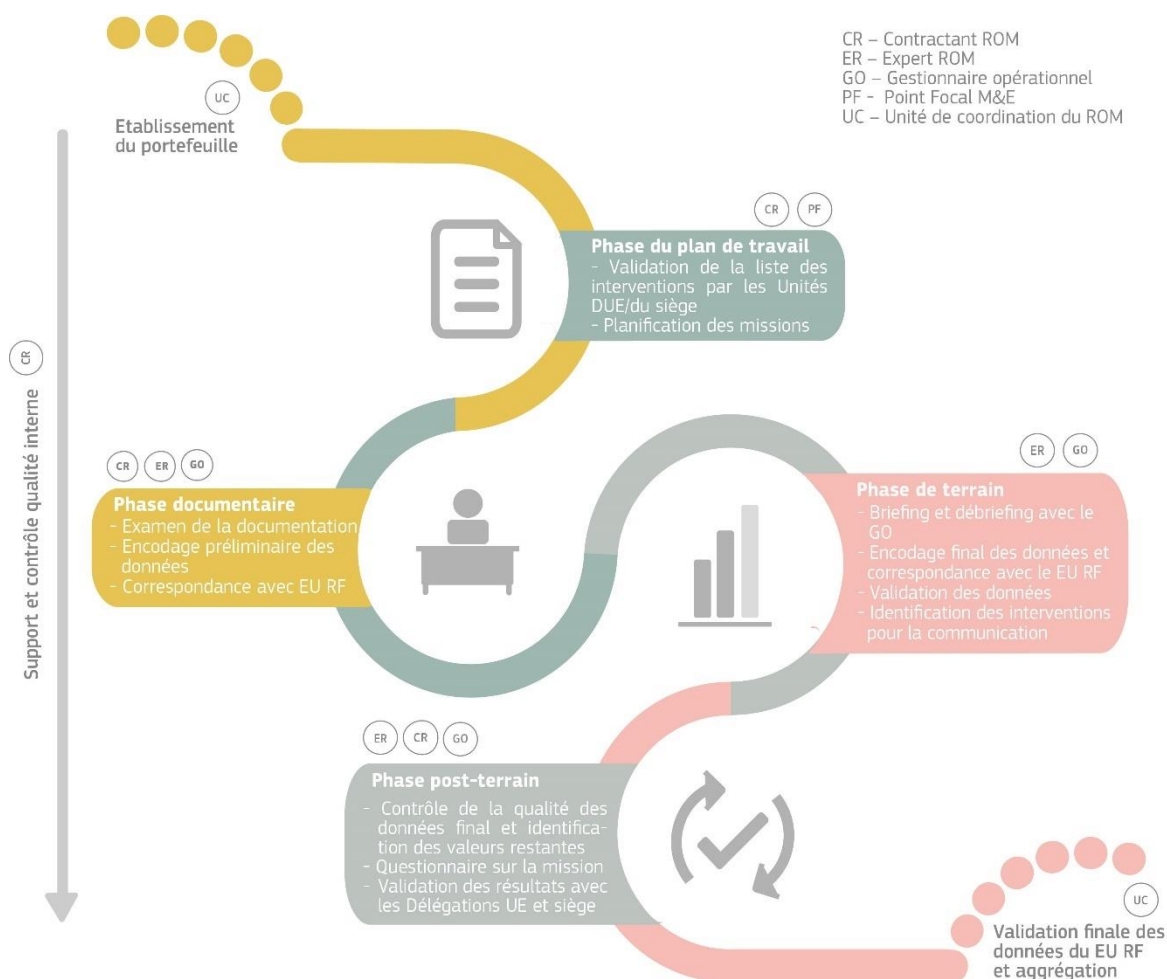 CR – Contractant ROM
ER – Expert ROM
GO – Gestionnaire opérationnel
PF - Point Focal M&E
UC – Unité de coordination du ROM
UC
Etablissement
du portefeuille
CR
PF
Phase du plan de travail
- Validation de la liste des
interventions par les Unités
DUE/du siège
- Planification des missions
CR
Support et contrôle qualité interne
CR
ER
GO
Phase documentaire
- Examen de la documentation
- Encodage préliminaire des
données
- Correspondance avec EU RF
ER
GO
Phase de terrain
- Briefing et débriefing avec le
GO
- Encodage final des données et
correspondance avec le EU RF
- Validation des données
- Identification des interventions
pour la communication
ER
CR
GO
Phase post-terrain
- Contrôle de la qualité des
données final et identifica-
tion des valeurs restantes
- Questionnaire sur la mission
- Validation des résultats avec
les Délégations UE et siège
UC
Validation finale des
données du EU RF
et aggrégation